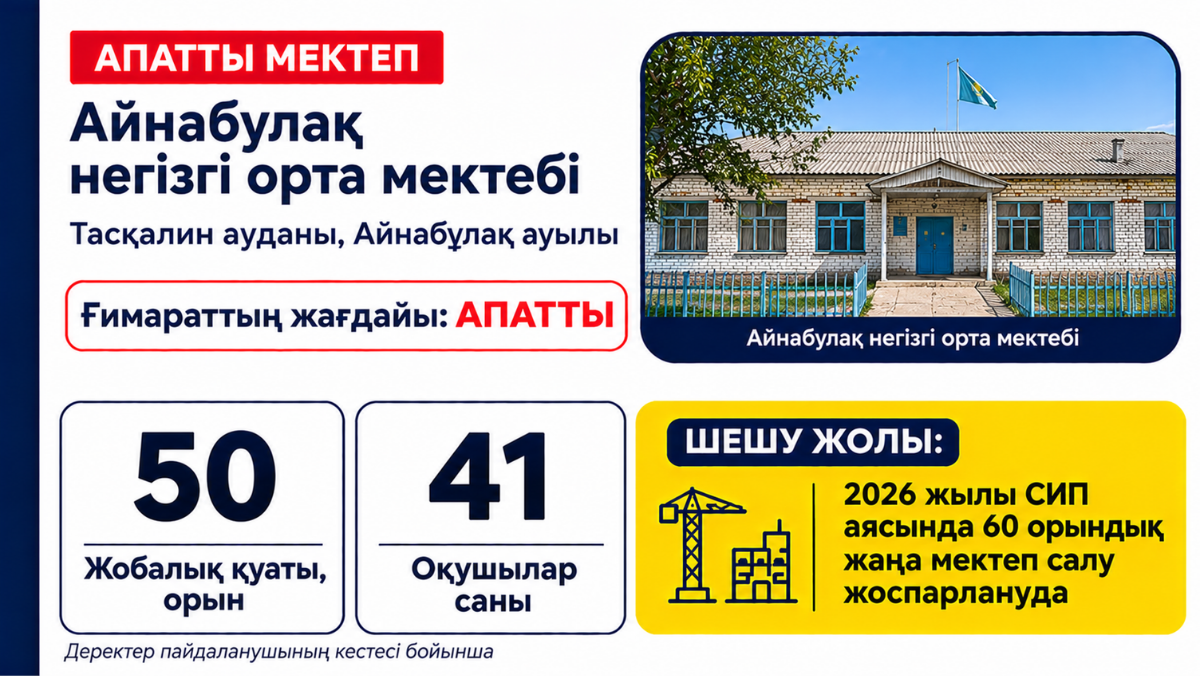 АПАТТЫ МЕКТЕП
Айнабулақ
негізгі орта мектебі
Тасқалин ауданы, Айнабұлақ ауылы
Ғимараттың жағдайы: АПАТТЫ
Айнабулақ негізгі орта мектебі
50
Жобалық қуаты,
орын
41
Оқушылар
саны
ШЕШУ ЖОЛЫ:
2026 жылы СИП
аясында 60 орындық
жаңа мектеп салу
жоспарлануда
Деректер пайдаланушының кестесі бойынша